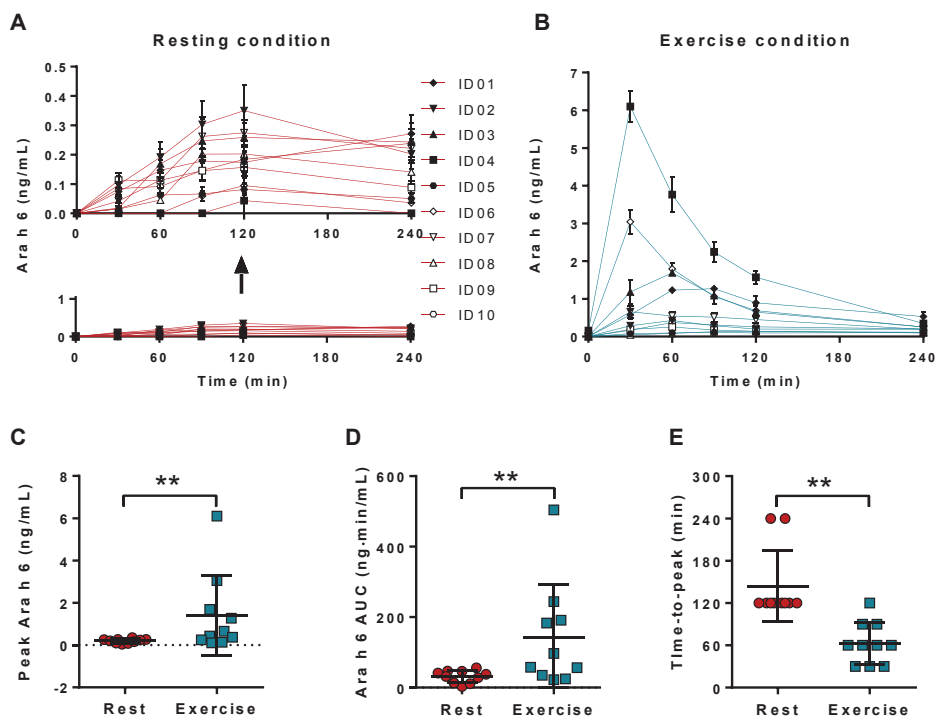 A
Resting condition
Arah 6 (ng/mL)
0.5
0.4
0.3
0.2
0.1
0.0
0
60
120
180
240
1
0
0
60
120
180
240
Time (min)
ID01
ID02
ID03
ID04
ID05
ID06
ID07
ID08
ID09
ID10
B
Exercise condition
Arah 6 (ng/mL)
7
6
5
4
3
2
1
0
0
60
120
180
240
Time (min)
C
Peak Ara h 6 (ng/mL)
8
6
4
2
0
-2
**
Rest
Exercise
D
Ara h 6 AUC (ng·min/mL)
600
400
200
0
**
Rest
Exercise
E
TIme-to-peak (min)
300
240
180
120
60
0
**
Rest
Exercise